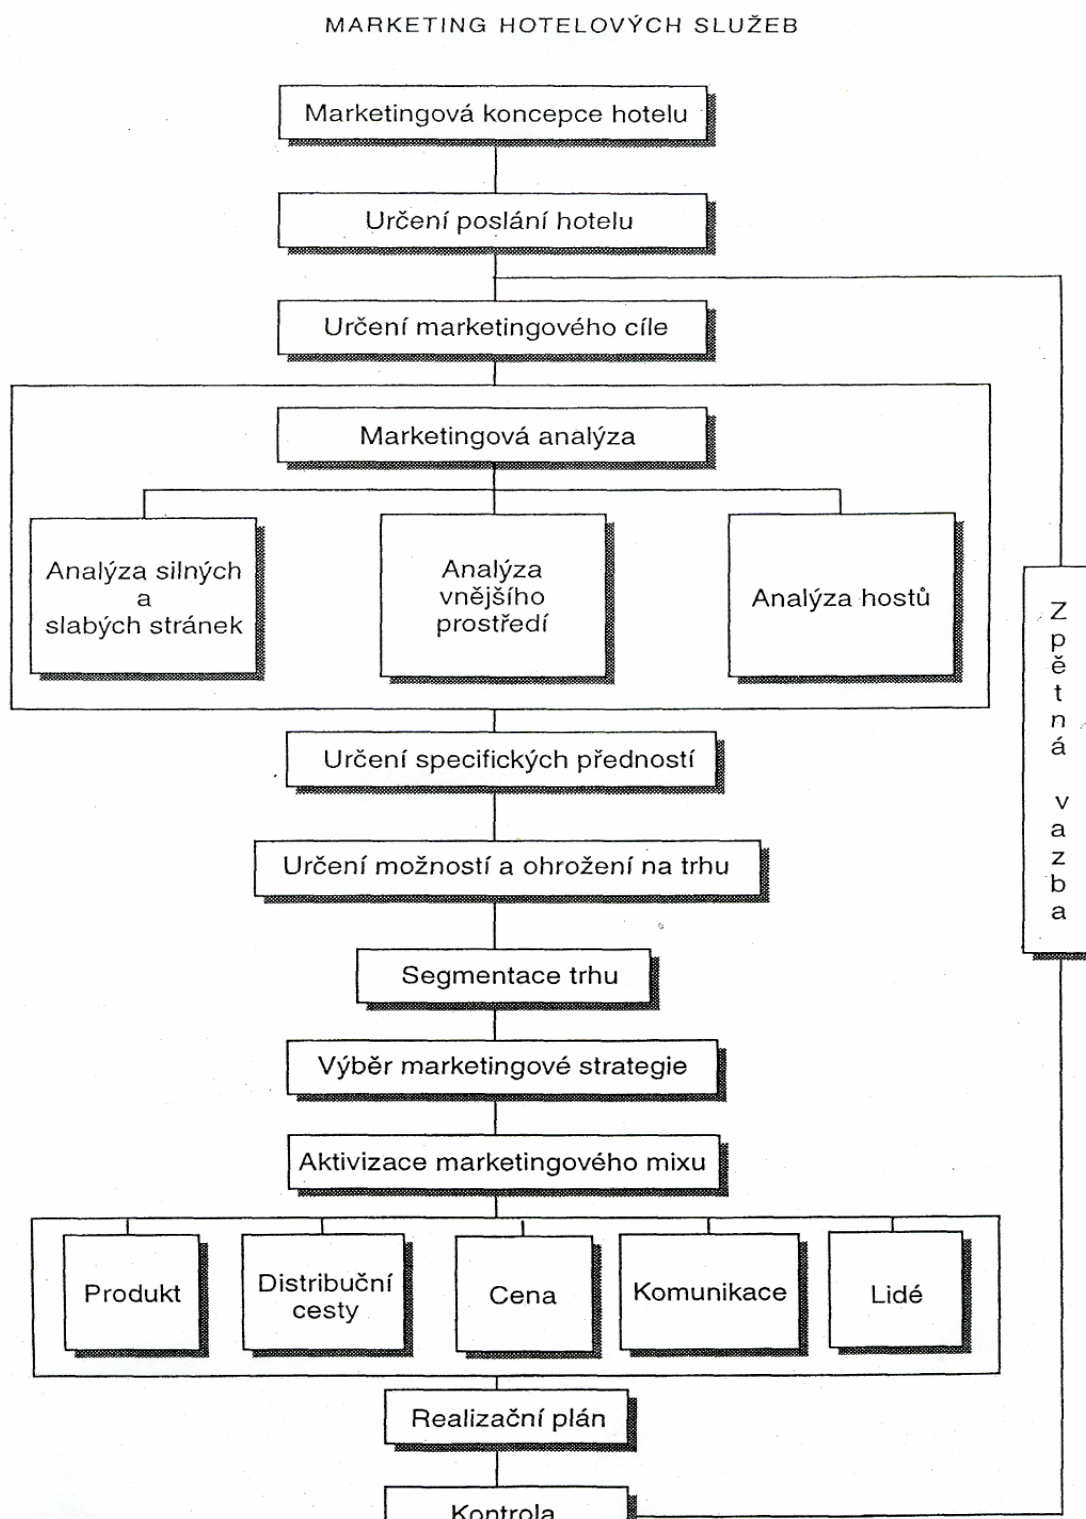 MARKETING HOTELOVÝCH SLUŽEB
Marketingová koncepce hotelu
Určení poslání hotelu
Určení marketingového cíle
Marketingová analýza
Analýza silných
a
slabých stránek
Analýza
vnějšího
prostředí
Analýza hostů
Zpětná vazba
Určení specifických předností
Určení možností a ohrožení na trhu
Segmentace trhu
Výběr marketingové strategie
Aktivizace marketingového mixu
Produkt
Distribuční
cesty
Cena
Komunikace
Lidé
Realizační plán
Kontrola